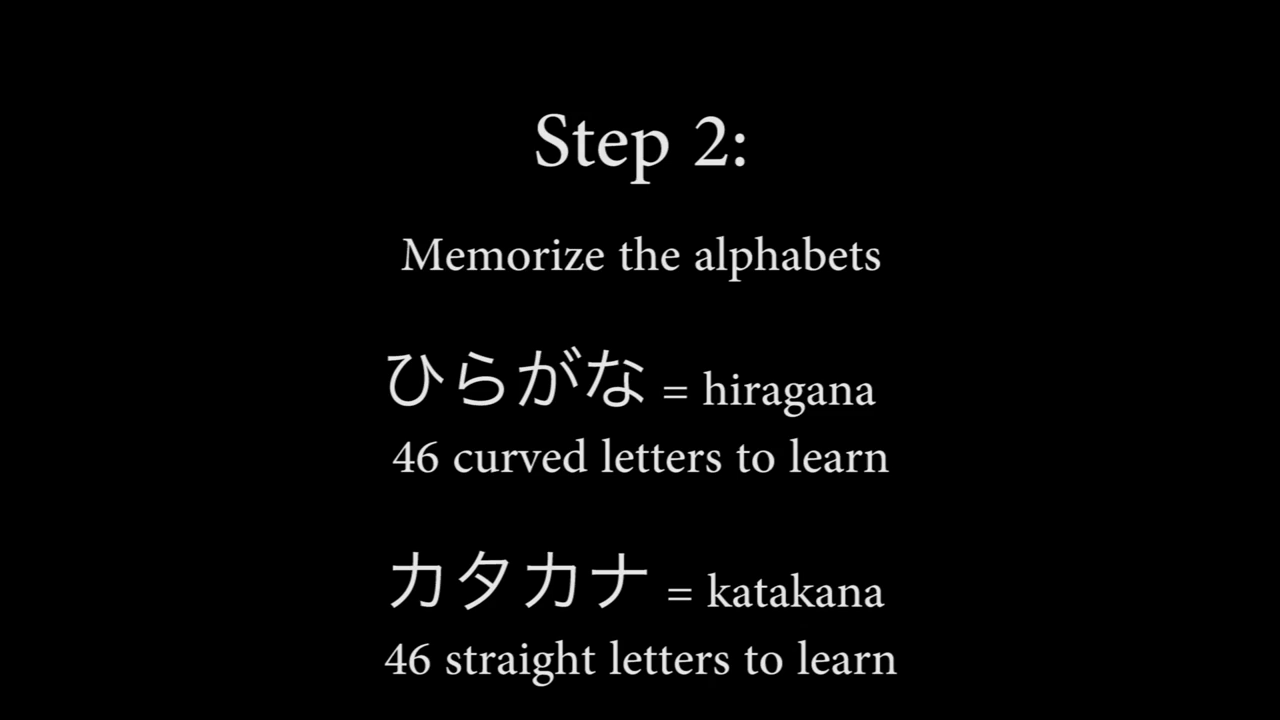 Step 2:
Memorize the alphabets
ひらがな = hiragana
46 curved letters to learn
カタカナ = katakana
46 straight letters to learn